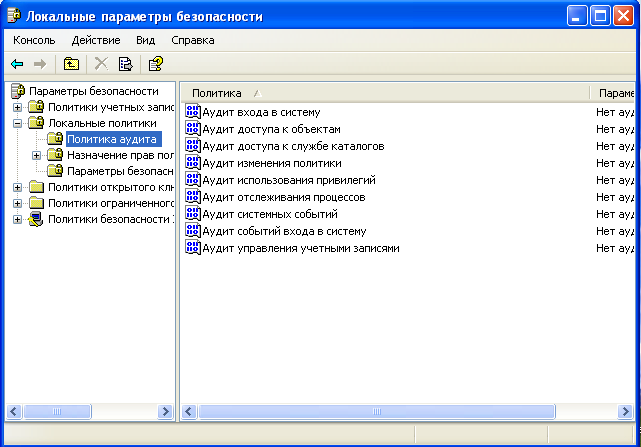 Локальные параметры безопасности
Консоль Действие Вид Справка
Параметры безопасности
Политики учетных запис
Локальные политики
Политика аудита
Назначение прав пол
Параметры безопасн
Политики открытого клю
Политики ограниченного
Политики безопасности
Политика Параме
Аудит входа в систему Нет ауд
Аудит доступа к объектам Нет ауд
Аудит доступа к службе каталогов Нет ауд
Аудит изменения политики Нет ауд
Аудит использования привилегий Нет ауд
Аудит отслеживания процессов Нет ауд
Аудит системных событий Нет ауд
Аудит событий входа в систему Нет ауд
Аудит управления учетными записями Нет ауд